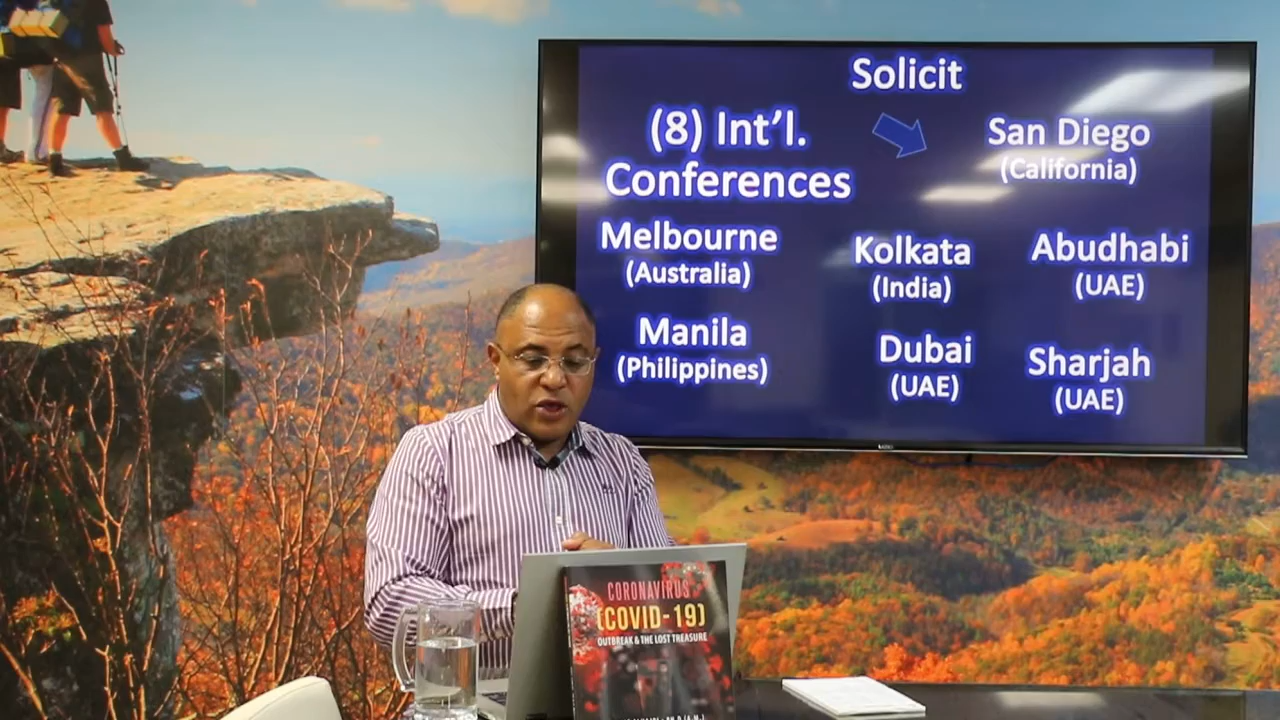 Solicit
(8) Int'l.
Conferences
San Diego
(California)
Melbourne
(Australia)
Kolkata
(India)
Abudhabi
(UAE)
Manila
(Philippines)
Dubai
(UAE)
Sharjah
(UAE)
CORONAVIRUS
(COVID-19)
OUTBREAK & THE LOST TREASURE